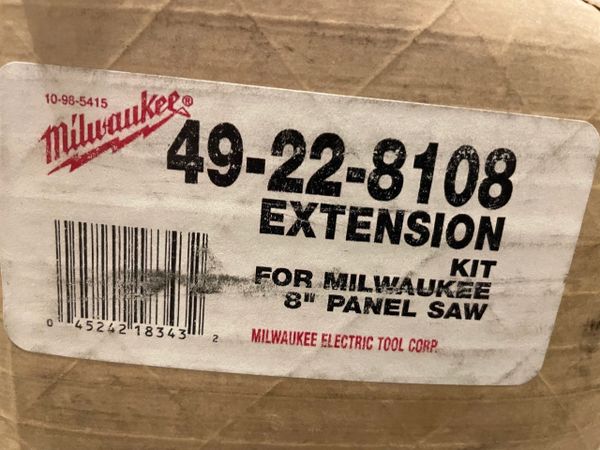 10-98-5415
Milwaukee®
49-22-8108
EXTENSION
KIT
FOR MILWAUKEE
8" PANEL SAW
0 45242 18343 2
MILWAUKEE ELECTRIC TOOL CORP.